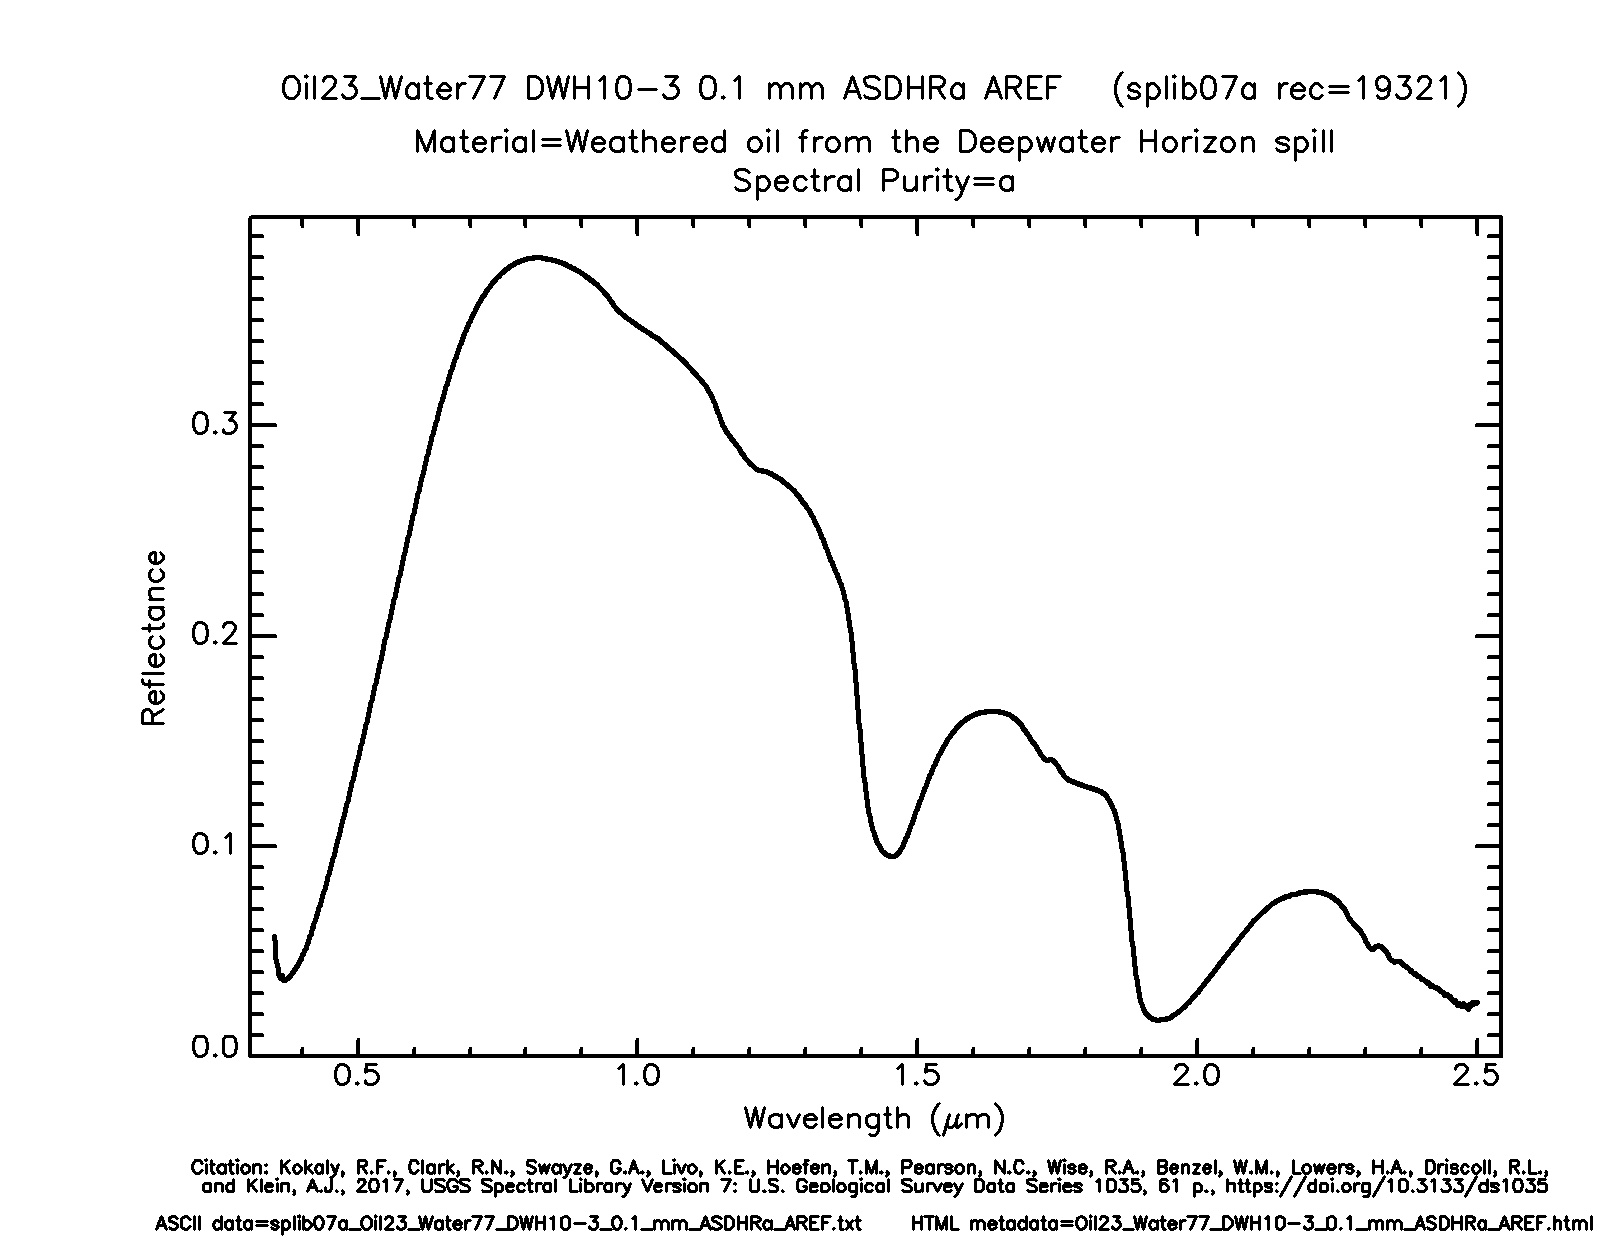 Oil23_Water77 DWH10-3 0.1 mm ASDHRa AREF (splib07a rec=19321)
Material=Weathered oil from the Deepwater Horizon spill
Spectral Purity=a
0.3
0.2
0.1
0.0
Reflectance
0.5 1.0 1.5 2.0 2.5
Wavelength (μm)
Citation: Kokaly, R.F., Clark, R.N., Swayze, G.A., Livo, K.E., Hoefen, T.M., Pearson, N.C., Wise, R.A., Benzel, W.M., Lowers, H.A., Driscoll, R.L.,
and Klein, A.J., 2017, USGS Spectral Library Version 7: U.S. Geological Survey Data Series 1035, 61 p., https://doi.org/10.3133/ds1035
ASCII data=splib07a_Oil23_Water77_DWH10-3_0.1_mm_ASDHRa_AREF.txt HTML metadata=Oil23_Water77_DWH10-3_0.1_mm_ASDHRa_AREF.html